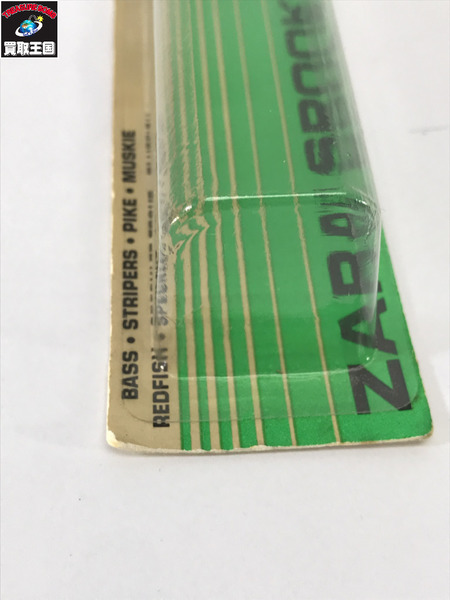 買取王国
ZARA SPOOK
BASS • STRIPERS • PIKE • MUSKIE
REDFISH •